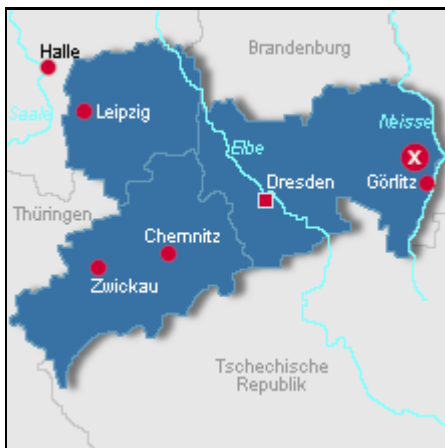 Halle
Brandenburg
Saale
Leipzig
Neisse
Elbe
X
Dresden
Görlitz
Thüringen
Chemnitz
Zwickau
Tschechische
Republik